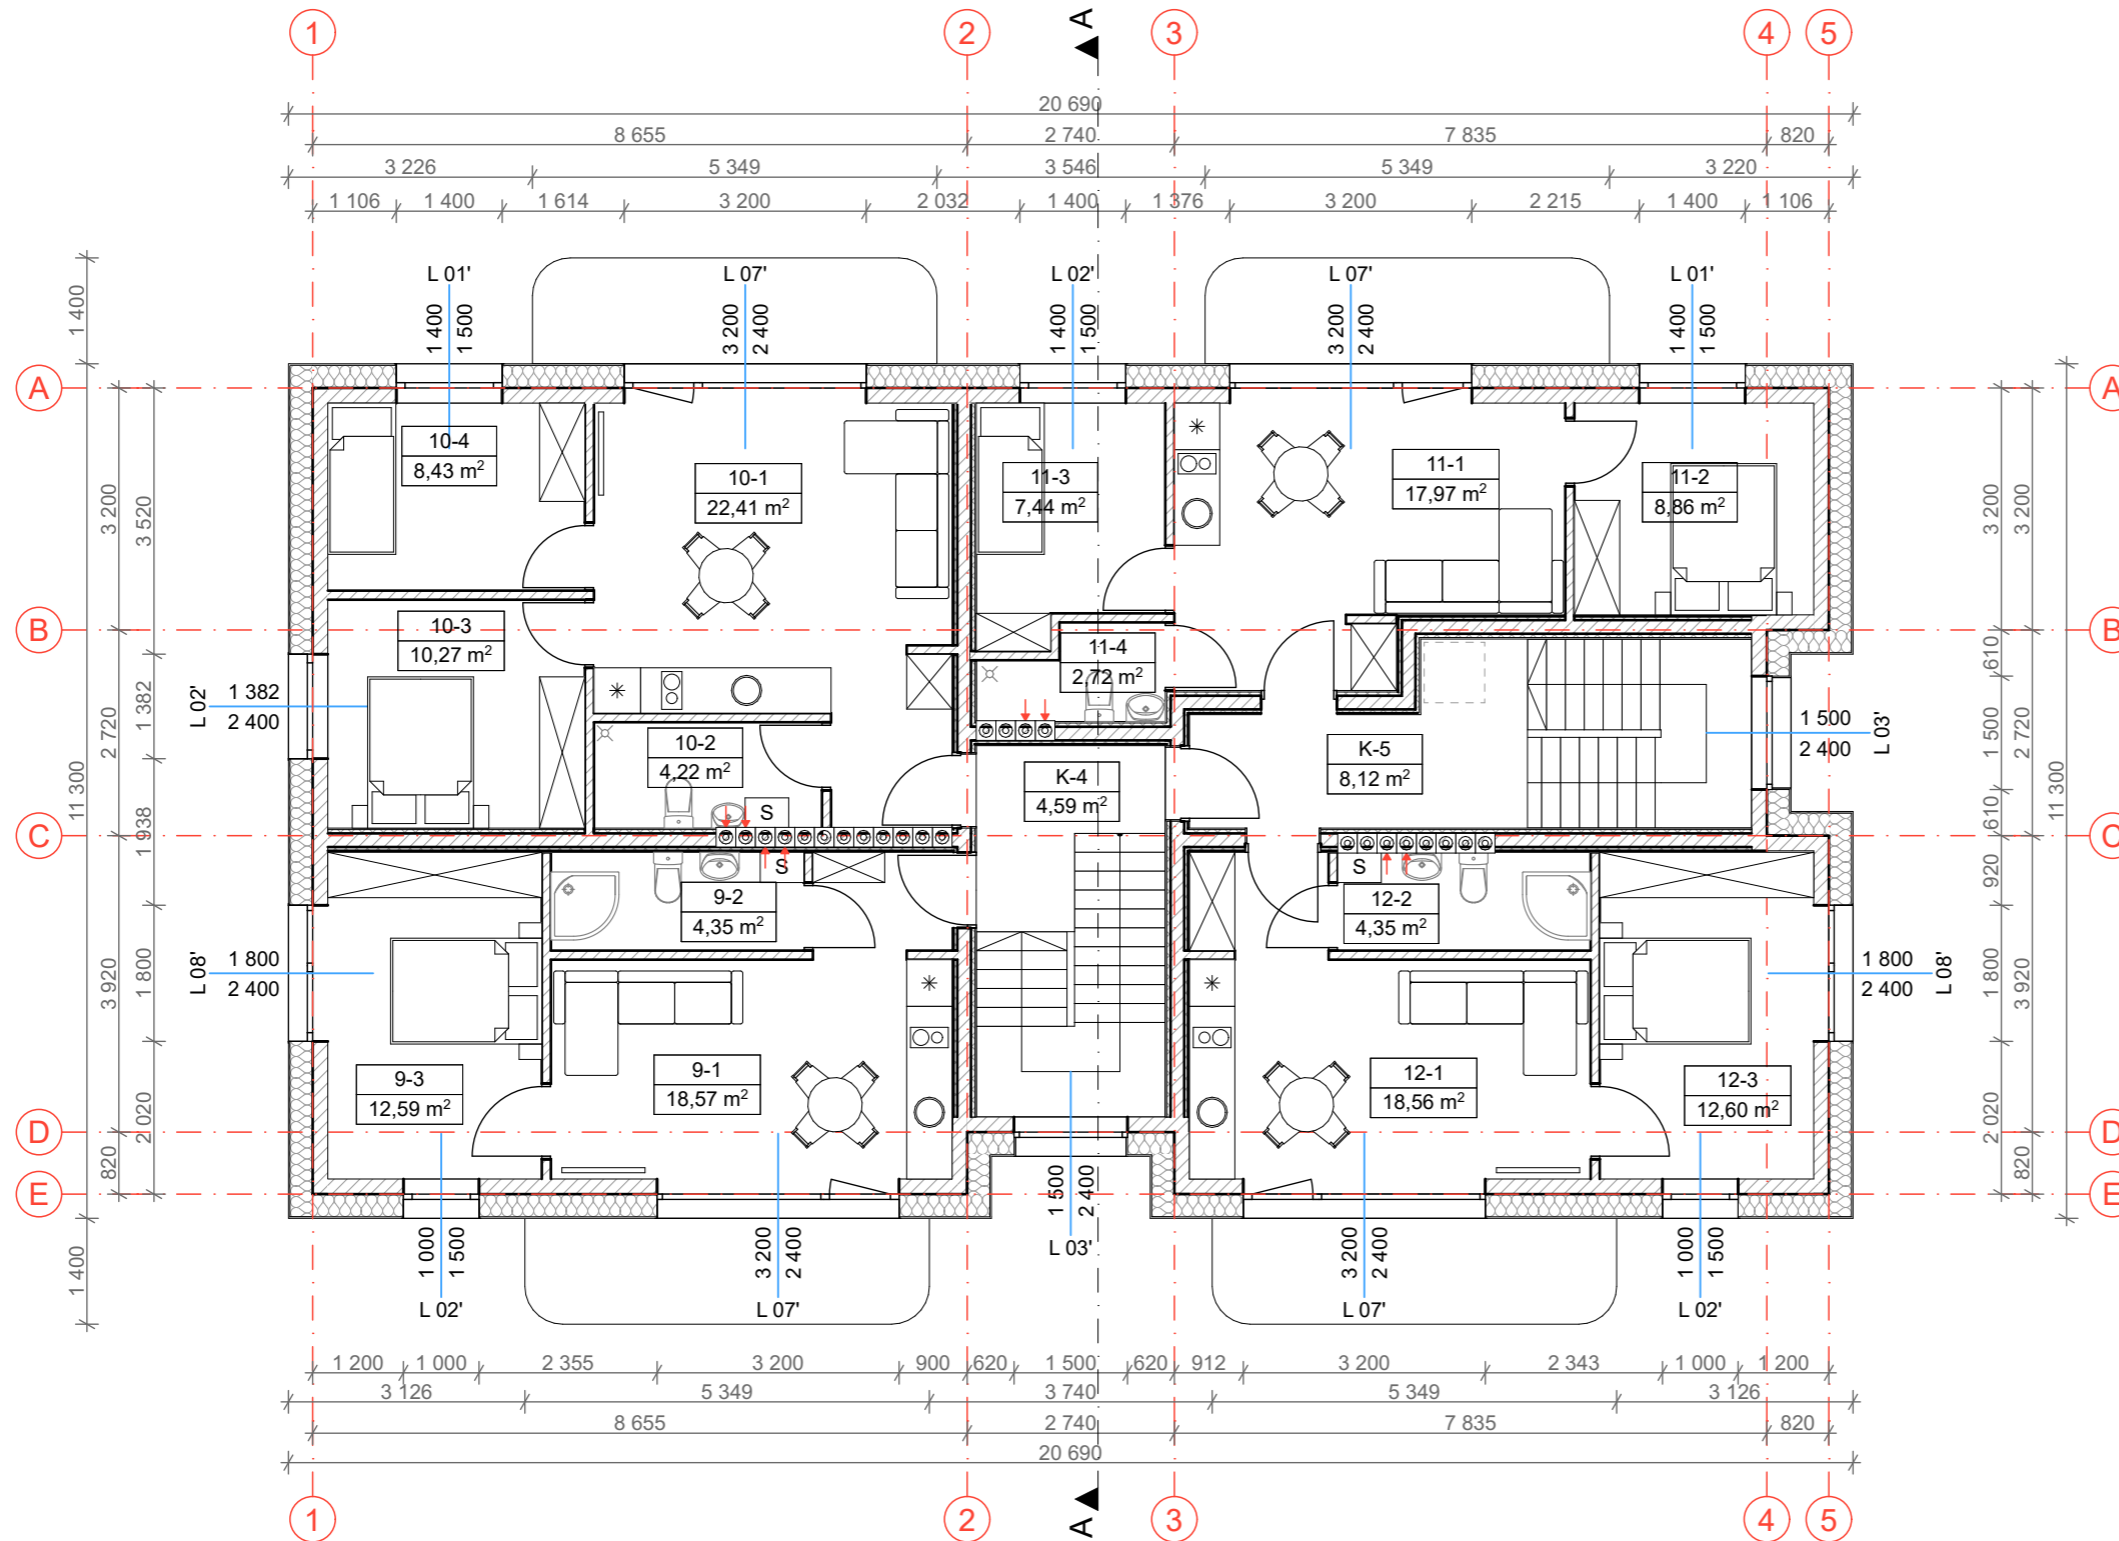 1 2 A 3 4 5
20 690
8 655 2 740 7 835 820
3 226 5 349 3 546 5 349 3 220
1 106 1 400 1 614 3 200 2 032 1 400 1 376 3 200 2 215 1 400 1 106
L 01' L 07' L 02' L 07' L 01'
1 400 1 500
3 200 2 400
1 400 1 500
3 200 2 400
1 400 1 500
1 400
A A
10-4
8,43 m²
10-1
22,41 m²
11-3
7,44 m²
11-1
17,97 m²
11-2
8,86 m²
3 200 3 520
3 200 3 200
B B
10-3
10,27 m²
11-4
2,72 m²
610
L 02'
1 382
2 400
2 720 1 382
10-2
4,22 m²
K-4
4,59 m²
K-5
8,12 m²
1 500
2 400
L 03'
1 500 2 720
11 300
11 300
S
610
C C
1 938
920
S
S
9-2
4,35 m²
12-2
4,35 m²
L 08'
1 800
2 400
3 920 1 800
1 800
2 400
L 08'
1 800 3 920
9-3
12,59 m²
9-1
18,57 m²
12-1
18,56 m²
12-3
12,60 m²
2 020
2 020
D D
820
820
E E
1 400
1 000 1 500
3 200 2 400
1 500 2 400
3 200 2 400
1 000 1 500
L 03'
L 02' L 07' L 07' L 02'
1 200 1 000 2 355 3 200 900 620 1 500 620 912 3 200 2 343 1 000 1 200
3 126 5 349 3 740 5 349 3 126
8 655 2 740 7 835 820
20 690
1 2 A 3 4 5